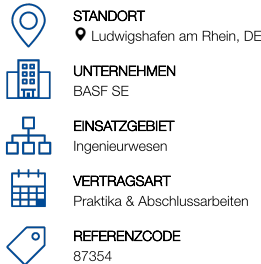 STANDORT
Ludwigshafen am Rhein, DE
UNTERNEHMEN
BASF SE
EINSATZGEBIET
Ingenieurwesen
VERTRAGSART
Praktika & Abschlussarbeiten
REFERENZCODE
87354